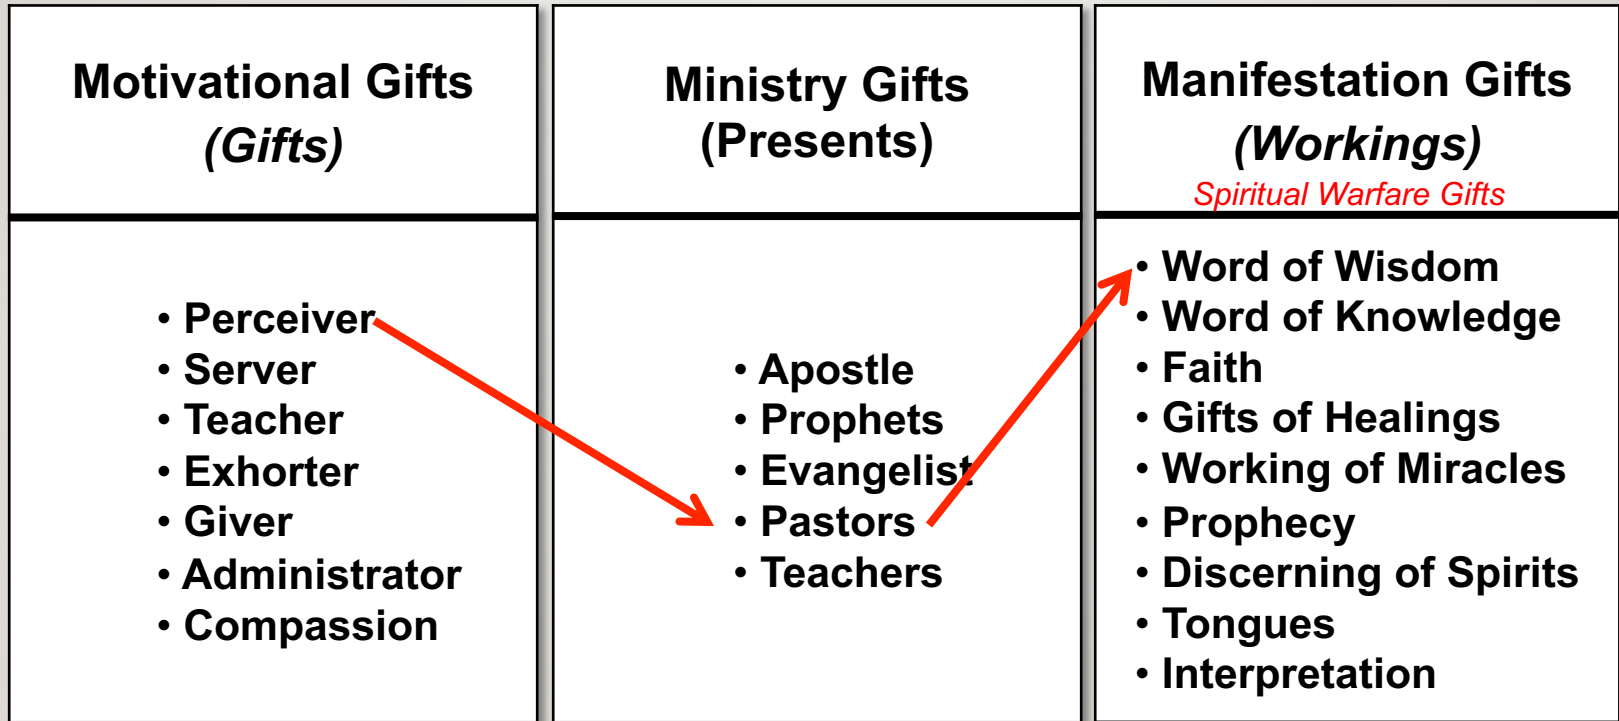 Motivational Gifts
(Gifts)
• Perceiver
• Server
• Teacher
• Exhorter
• Giver
• Administrator
• Compassion
Ministry Gifts
(Presents)
• Apostle
• Prophets
• Evangelist
• Pastors
• Teachers
Manifestation Gifts
(Workings)
Spiritual Warfare Gifts
• Word of Wisdom
• Word of Knowledge
• Faith
• Gifts of Healings
• Working of Miracles
• Prophecy
• Discerning of Spirits
• Tongues
• Interpretation